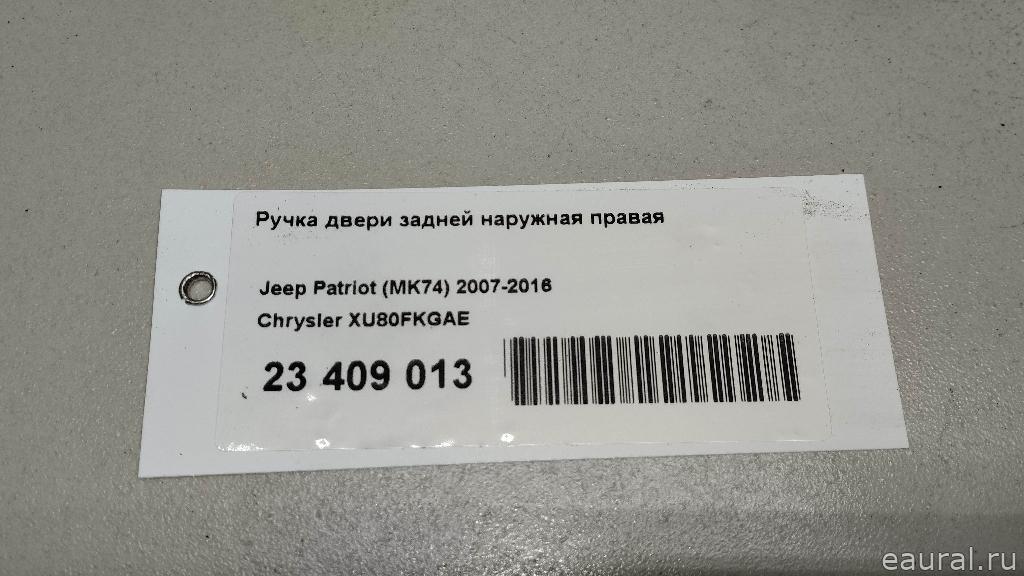 Ручка двери задней наружная правая
Jeep Patriot (MK74) 2007-2016
Chrysler XU80FKGAE
23 409 013
eaural.ru